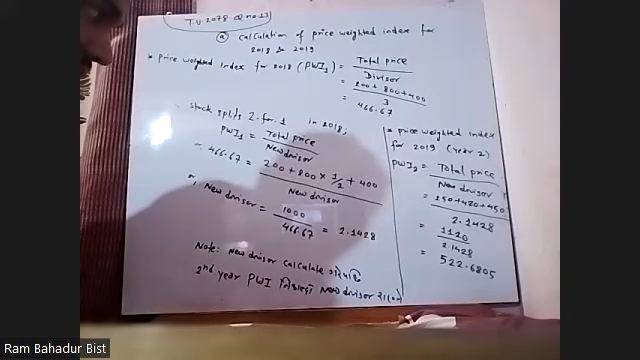 T.U. 2078 Q no 13)
(a) Calculation of price weighted index for
2018 & 2019
* Price weighted index for 2018 (PWI₁) = Total price
Divisor
= 200 + 800 + 400
3
= 466.67
Stock splits 2-for-1 in 2018;
PWI₁ = Total price
New divisor
∴ 466.67 = 200 + 800 × 1/2 + 400
New divisor
or, New divisor = 1000
466.67
= 2.1428
Note: New divisor calculate
2nd year PWI New divisor
* price weighted index
for 2019 (year 2)
PWI₂ = Total price
New divisor
= 250+420+450
2.1428
= 1120
2.1428
= 522.6805
Ram Bahadur Bist